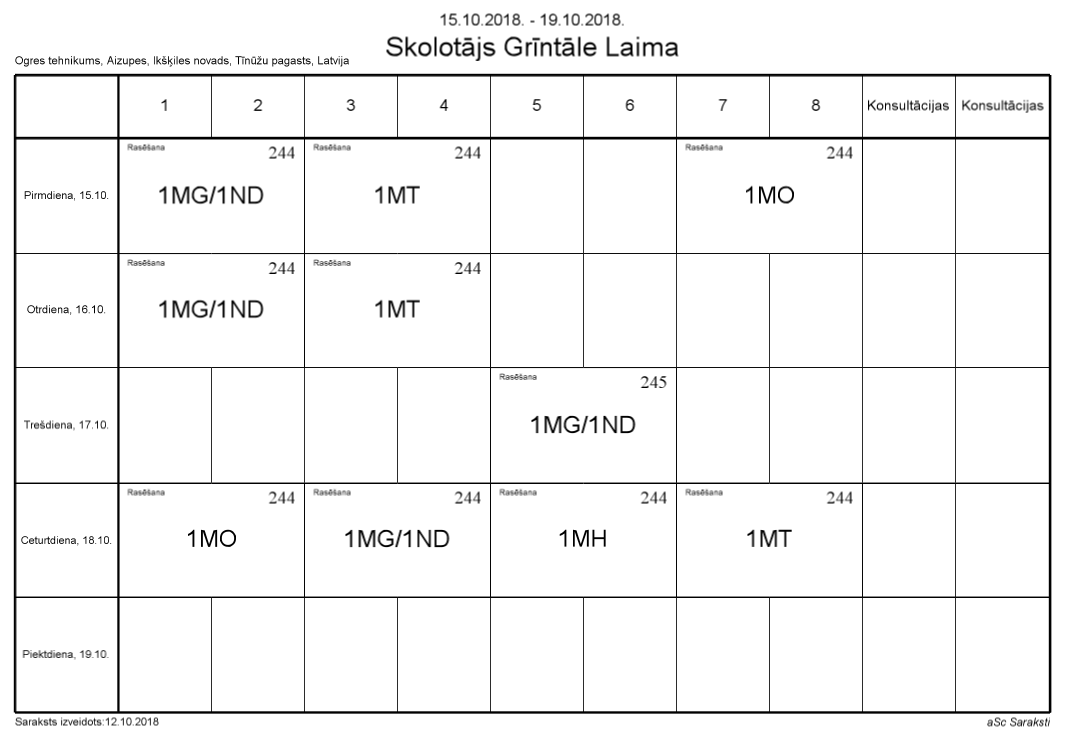 15.10.2018. - 19.10.2018.
Skolotājs Grīntāle Laima
Ogres tehnikums, Aizupes, Ikšķiles novads, Tīnūžu pagasts, Latvija
1 2 3 4 5 6 7 8 Konsultācijas Konsultācijas
Rasēšana 244 Rasēšana 244 Rasēšana 244
Pirmdiena, 15.10. 1MG/1ND 1MT 1MO
Rasēšana 244 Rasēšana 244
Otrdiena, 16.10. 1MG/1ND 1MT
Rasēšana 245
Trešdiena, 17.10. 1MG/1ND
Rasēšana 244 Rasēšana 244 Rasēšana 244 Rasēšana 244
Ceturtdiena, 18.10. 1MO 1MG/1ND 1MH 1MT
Piektdiena, 19.10.
Saraksts izveidots:12.10.2018 aSc Saraksti